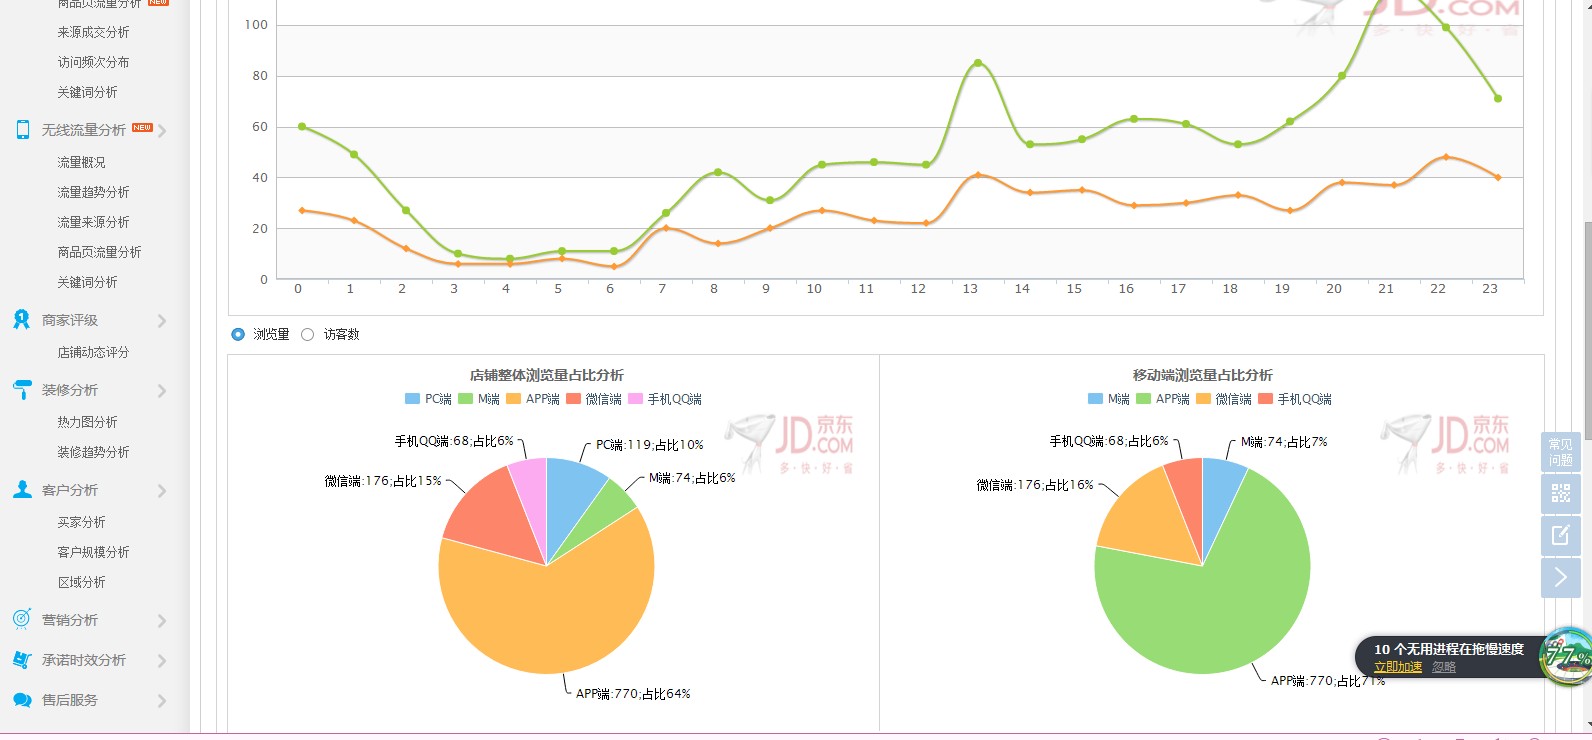 商品页流量分析 NEW
来源成交分析
访问频次分布
关键词分析
无线流量分析 NEW
流量概况
流量趋势分析
流量来源分析
商品页流量分析
关键词分析
商家评级
店铺动态评分
装修分析
热力图分析
装修趋势分析
客户分析
买家分析
客户规模分析
区域分析
营销分析
承诺时效分析
售后服务
JD.COM
多·快·好·省
100
80
60
40
20
0
0 1 2 3 4 5 6 7 8 9 10 11 12 13 14 15 16 17 18 19 20 21 22 23
浏览量 访客数
店铺整体浏览量占比分析
PC端 M端 APP端 微信端 手机QQ端
JD.COM 京东
多·快·好·省
手机QQ端:68;占比6%
PC端:119;占比10%
微信端:176;占比15%
M端:74;占比6%
APP端:770;占比64%
移动端浏览量占比分析
M端 APP端 微信端 手机QQ端
JD.COM 京东
多·快·好·省
手机QQ端:68;占比6%
M端:74;占比7%
微信端:176;占比16%
APP端:770;占比71%
常见
问题
10 个无用进程在拖慢速度
立即加速 忽略
77%